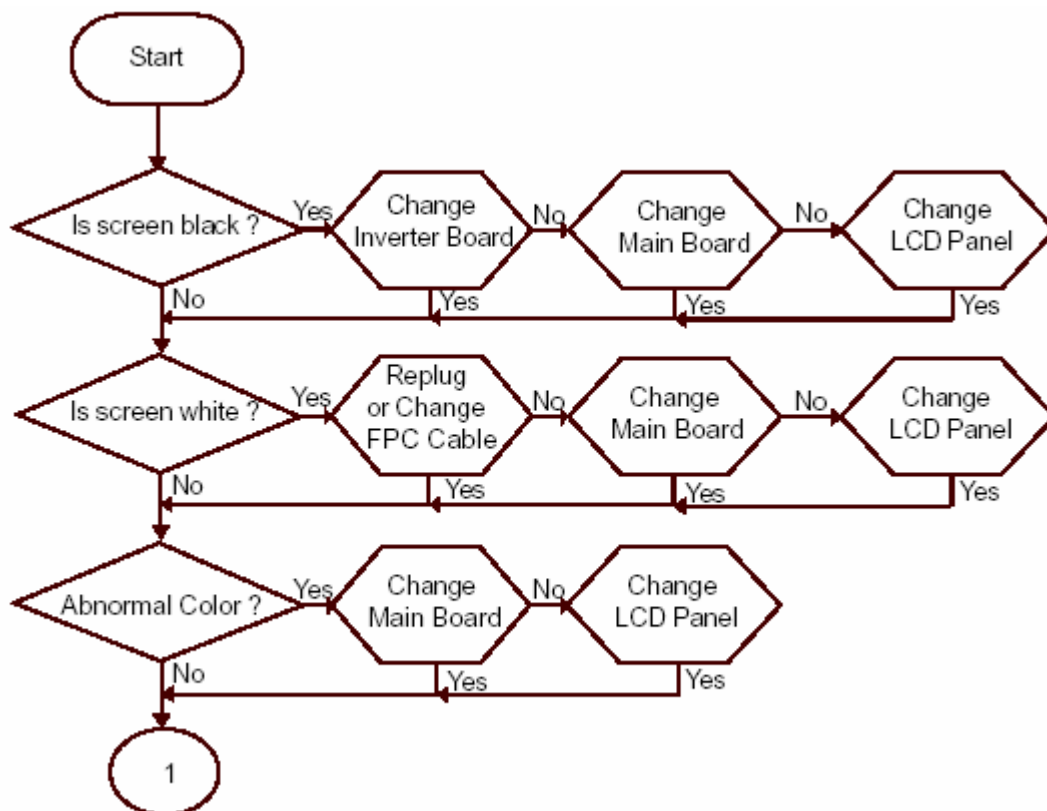 Start
Is screen black ?
Yes
Change
Inverter Board
No
Change
Main Board
No
Change
LCD Panel
No
Yes
Yes
Yes
Is screen white ?
Yes
Replug
or Change
FPC Cable
No
Change
Main Board
No
Change
LCD Panel
No
Yes
Yes
Yes
Abnormal Color ?
Yes
Change
Main Board
No
Change
LCD Panel
No
Yes
Yes
1